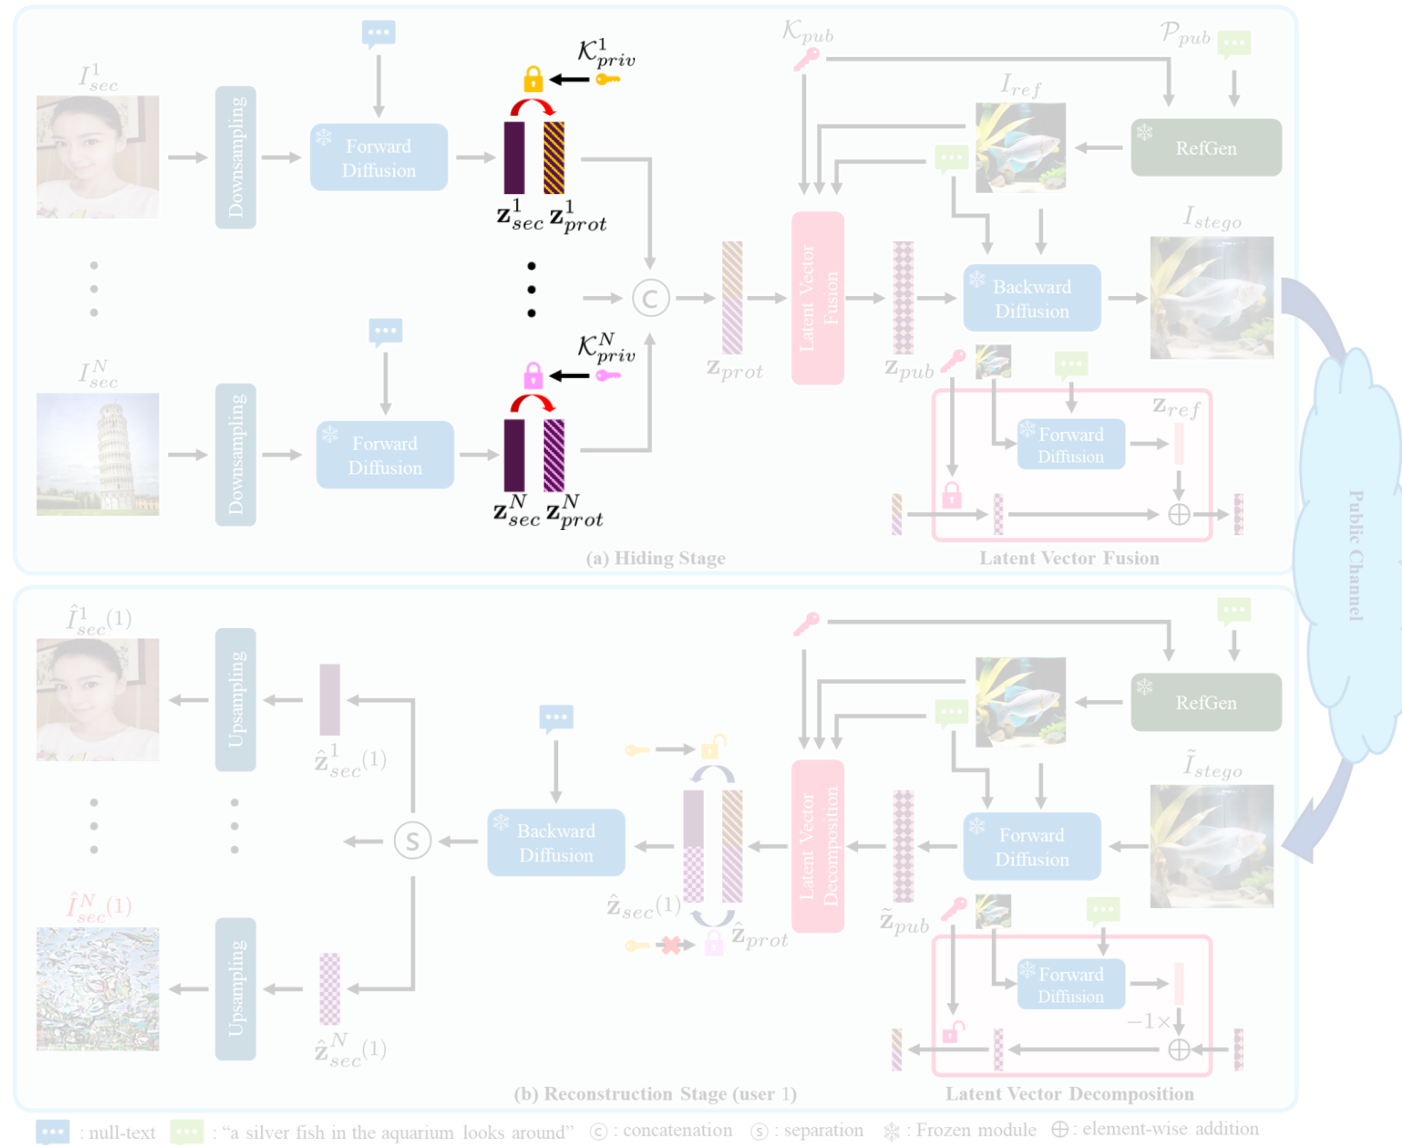 𝒦_pub
𝒫_pub
𝒦^1_priv
I^1_sec
I_ref
Downsampling
Forward
Diffusion
RefGen
z^1_sec z^1_prot
I_stego
Latent Vector
Fusion
Backward
Diffusion
C
𝒦^N_priv
z_prot
z_pub
I^N_sec
z_ref
Downsampling
Forward
Diffusion
Forward
Diffusion
z^N_sec z^N_prot
(a) Hiding Stage
Latent Vector Fusion
Public Channel
Î^1_sec(1)
Upsampling
RefGen
ẑ^1_sec(1)
Ĩ_stego
Latent Vector
Decomposition
Backward
Diffusion
Forward
Diffusion
S
Î^N_sec(1)
ẑ_sec(1)
ẑ_prot
z̃_pub
Upsampling
Forward
Diffusion
−1×
ẑ^N_sec(1)
(b) Reconstruction Stage (user 1)
Latent Vector Decomposition
: null-text : “a silver fish in the aquarium looks around” C : concatenation S : separation : Frozen module ⊕ : element-wise addition